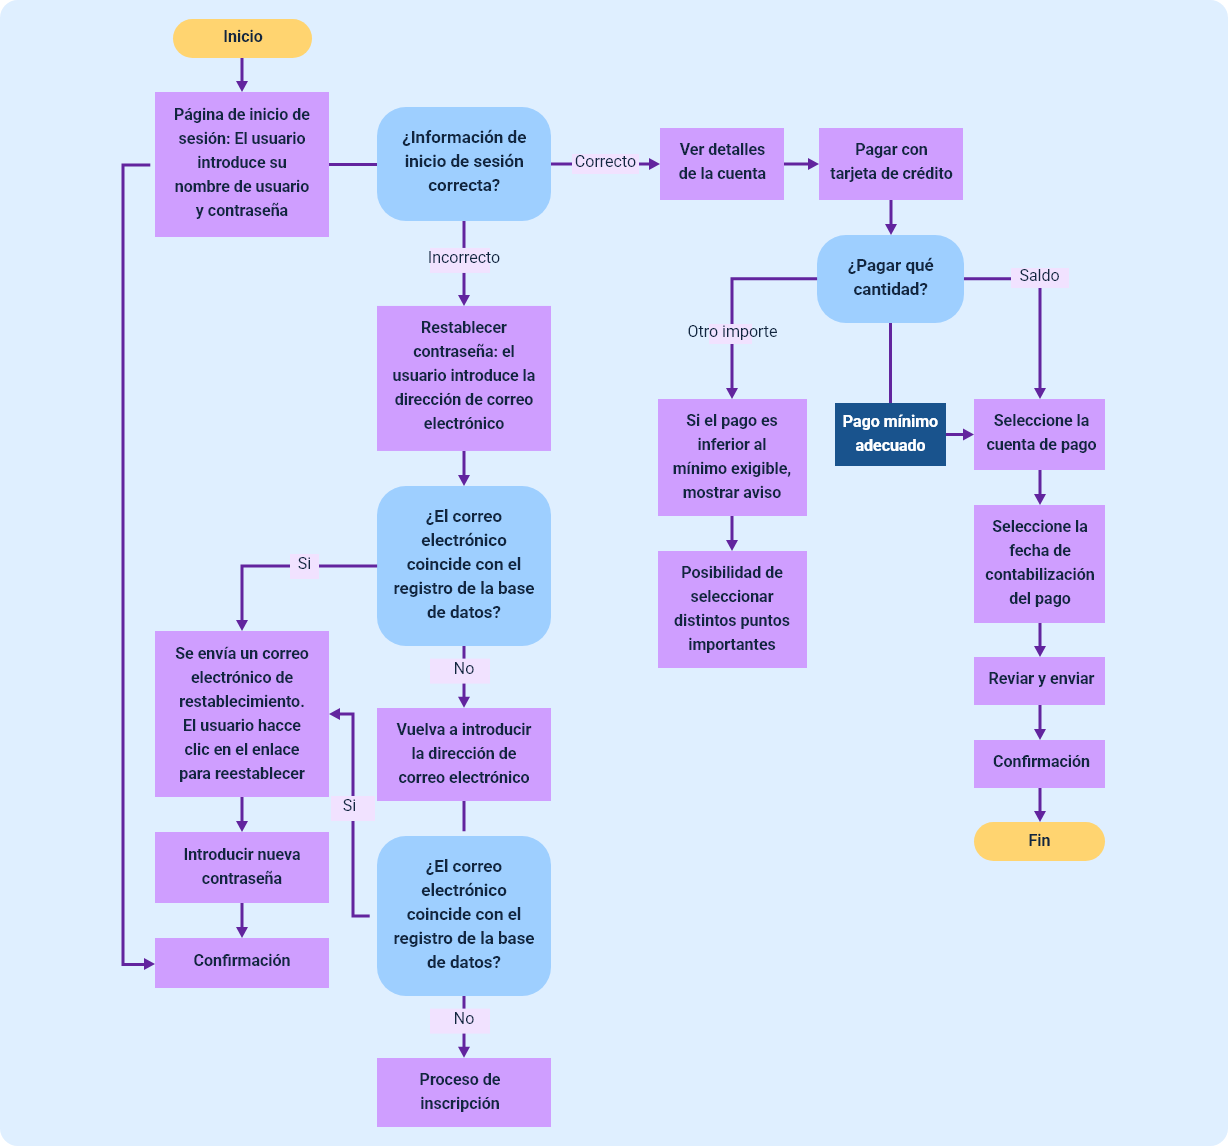 Inicio
Página de inicio de
sesión: El usuario
introduce su
nombre de usuario
y contraseña
¿Información de
inicio de sesión
correcta?
Correcto
Ver detalles
de la cuenta
Pagar con
tarjeta de crédito
Incorrecto
¿Pagar qué
cantidad?
Saldo
Otro importe
Restablecer
contraseña: el
usuario introduce la
dirección de correo
electrónico
Si el pago es
inferior al
mínimo exigible,
mostrar aviso
Pago mínimo
adecuado
Seleccione la
cuenta de pago
¿El correo
electrónico
coincide con el
registro de la base
de datos?
Si
No
Posibilidad de
seleccionar
distintos puntos
importantes
Seleccione la
fecha de
contabilización
del pago
Se envía un correo
electrónico de
restablecimiento.
El usuario hacce
clic en el enlace
para reestablecer
Vuelva a introducir
la dirección de
correo electrónico
Reviar y enviar
Confirmación
Si
Fin
Introducir nueva
contraseña
¿El correo
electrónico
coincide con el
registro de la base
de datos?
Confirmación
No
Proceso de
inscripción